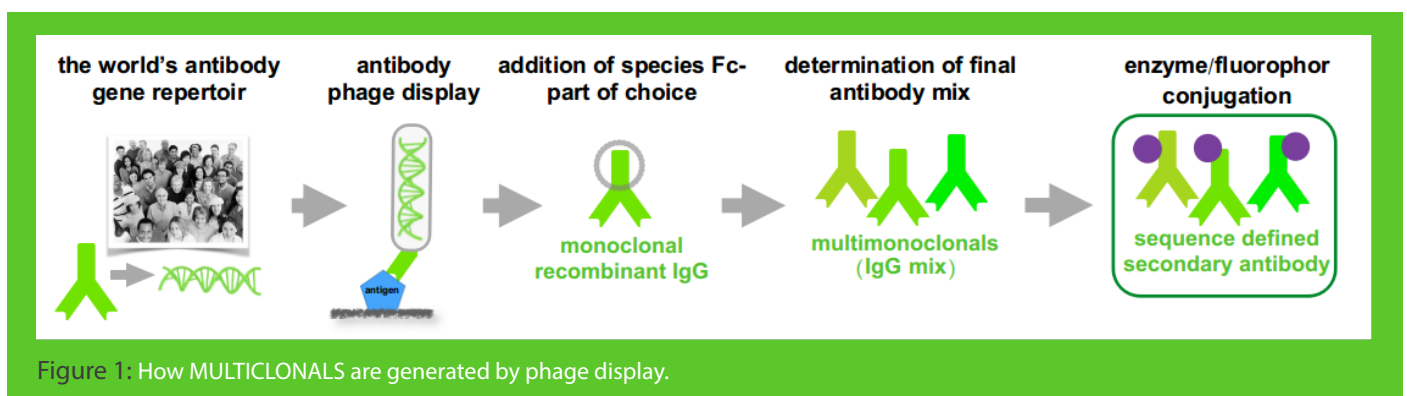 the world's antibody
gene repertoir
antibody
phage display
addition of species Fc-
part of choice
determination of final
antibody mix
enzyme/fluorophor
conjugation
antigen
monoclonal
recombinant IgG
multimonoclonals
(IgG mix)
sequence defined
secondary antibody
Figure 1: How MULTICLONALS are generated by phage display.